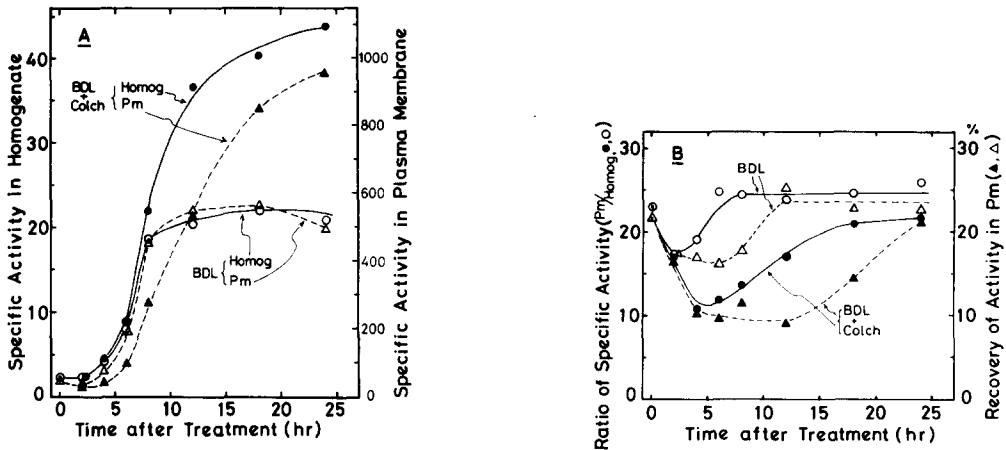 A
Specific Activity in Homogenate
40
30
20
10
0
BDL
+
Colch
Homog
Pm
BDL
Homog
Pm
1000
800
600
400
200
0
Specific Activity in Plasma Membrane
0 5 10 15 20 25
Time after Treatment (hr)
B
Ratio of Specific Activity (Pm/Homog, ●, ○)
30
20
10
0
BDL
BDL
+
Colch
%
30
20
10
0
Recovery of Activity in Pm (▲, △)
0 5 10 15 20 25
Time after Treatment (hr)